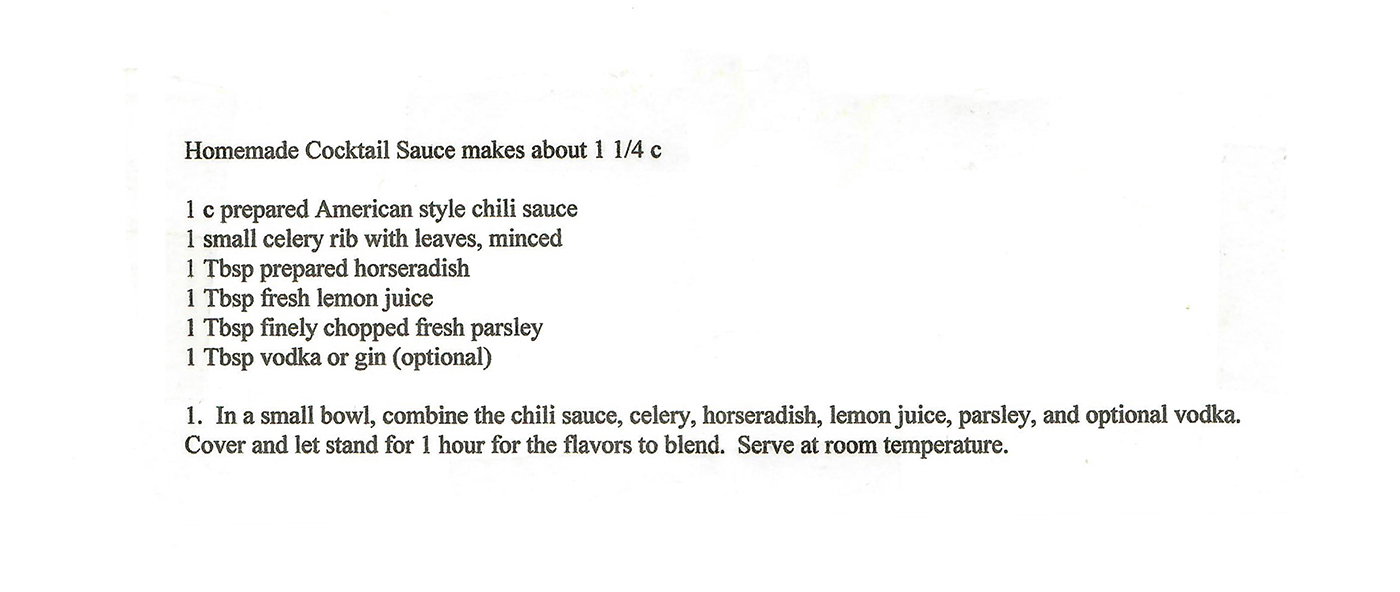 Homemade Cocktail Sauce makes about 1 1/4 c
1 c prepared American style chili sauce
1 small celery rib with leaves, minced
1 Tbsp prepared horseradish
1 Tbsp fresh lemon juice
1 Tbsp finely chopped fresh parsley
1 Tbsp vodka or gin (optional)
1.  In a small bowl, combine the chili sauce, celery, horseradish, lemon juice, parsley, and optional vodka.
Cover and let stand for 1 hour for the flavors to blend.  Serve at room temperature.